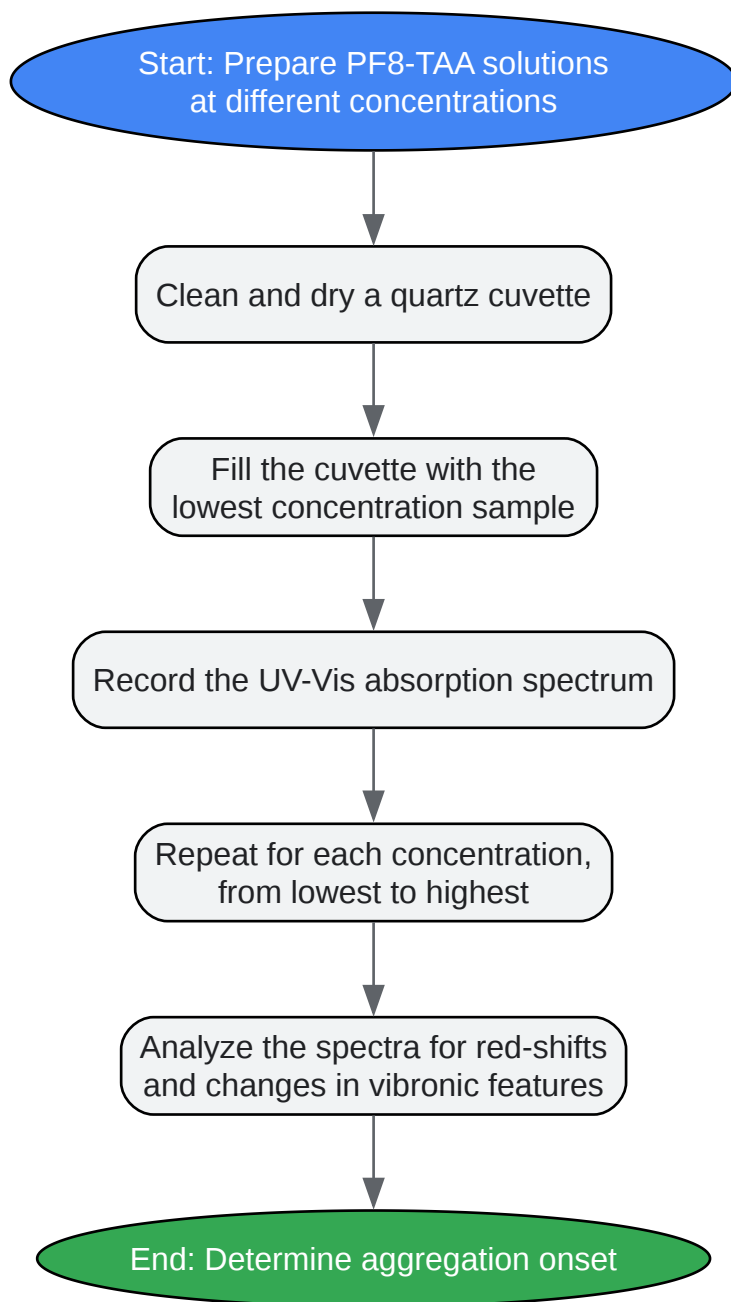 Start: Prepare PF8-TAA solutions
at different concentrations
Clean and dry a quartz cuvette
Fill the cuvette with the
lowest concentration sample
Record the UV-Vis absorption spectrum
Repeat for each concentration,
from lowest to highest
Analyze the spectra for red-shifts
and changes in vibronic features
End: Determine aggregation onset